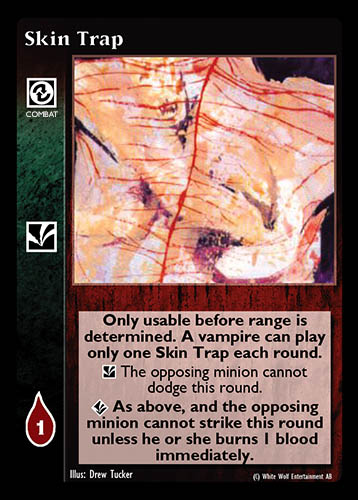 Skin Trap
COMBAT
Only usable before range is
determined. A vampire can play
only one Skin Trap each round.
The opposing minion cannot
dodge this round.
As above, and the opposing
minion cannot strike this round
unless he or she burns 1 blood
immediately.
1
Illus: Drew Tucker
(C) White Wolf Entertainment AB